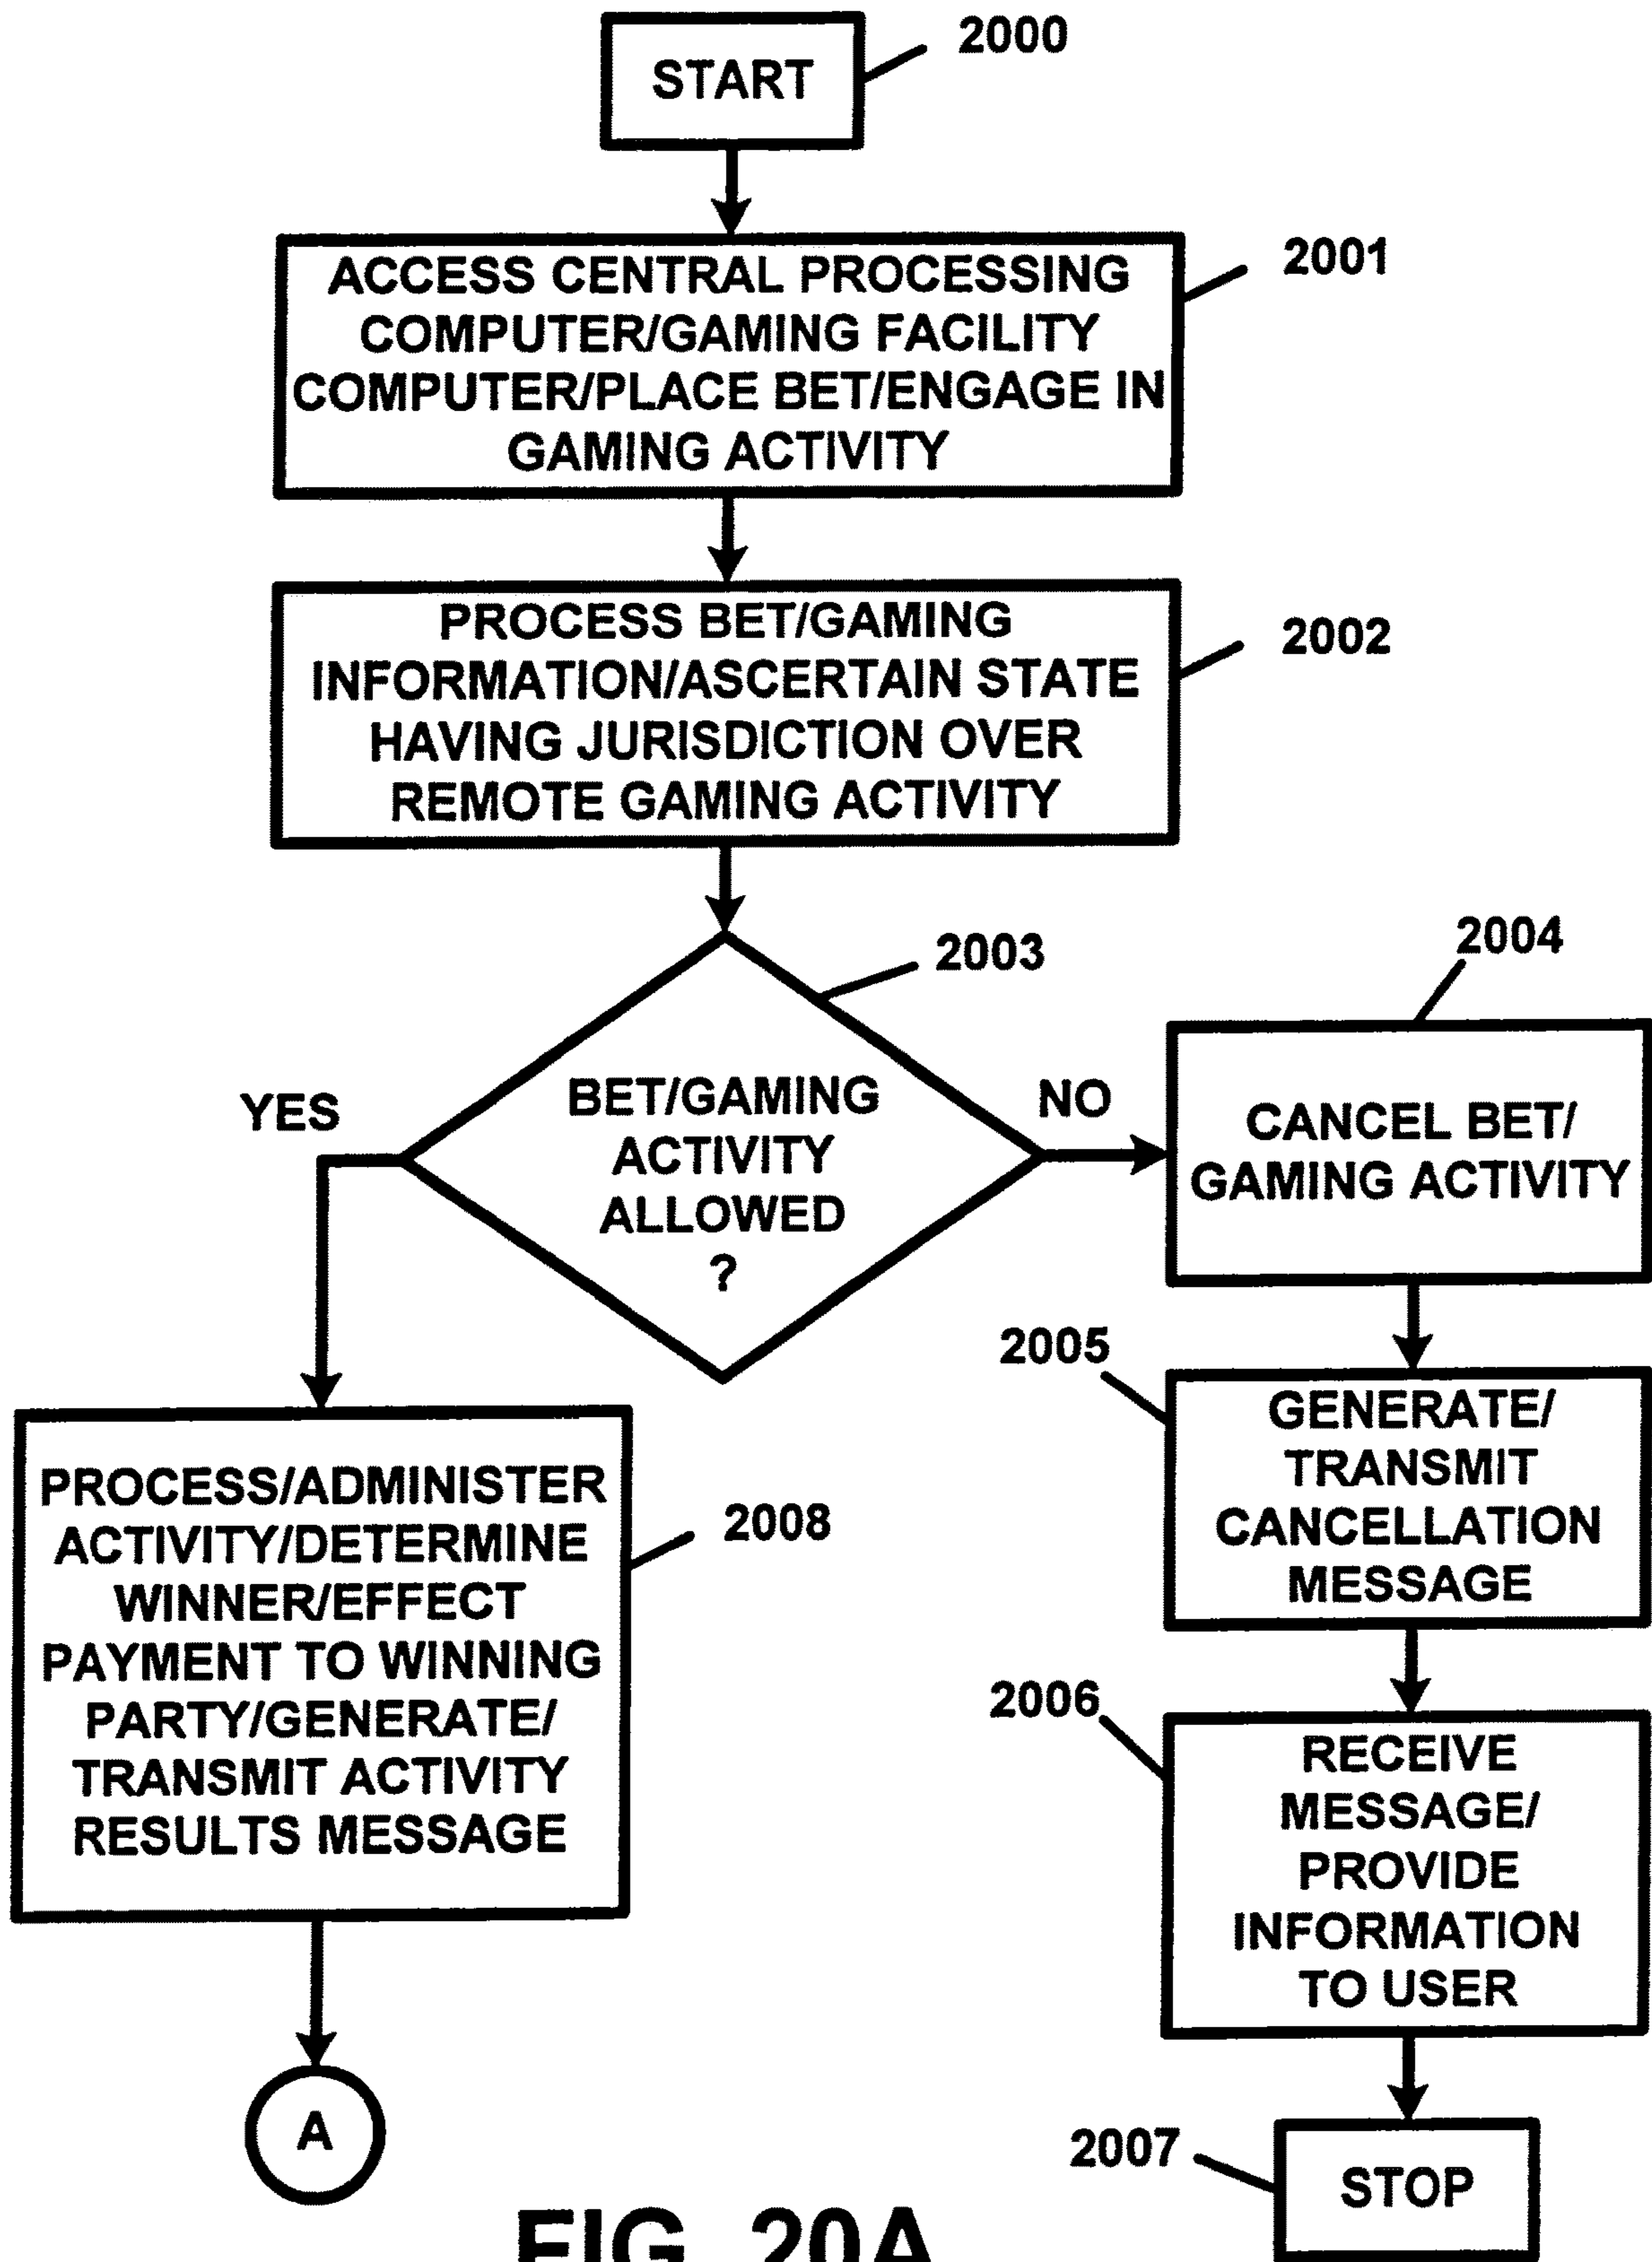 START
2000
ACCESS CENTRAL PROCESSING
COMPUTER/GAMING FACILITY
COMPUTER/PLACE BET/ENGAGE IN
GAMING ACTIVITY
2001
PROCESS BET/GAMING
INFORMATION/ASCERTAIN STATE
HAVING JURISDICTION OVER
REMOTE GAMING ACTIVITY
2002
2003
BET/GAMING
ACTIVITY
ALLOWED
?
YES
NO
2004
CANCEL BET/
GAMING ACTIVITY
2005
GENERATE/
TRANSMIT
CANCELLATION
MESSAGE
2006
RECEIVE
MESSAGE/
PROVIDE
INFORMATION
TO USER
2007
STOP
PROCESS/ADMINISTER
ACTIVITY/DETERMINE
WINNER/EFFECT
PAYMENT TO WINNING
PARTY/GENERATE/
TRANSMIT ACTIVITY
RESULTS MESSAGE
2008
A
FIG. 20A